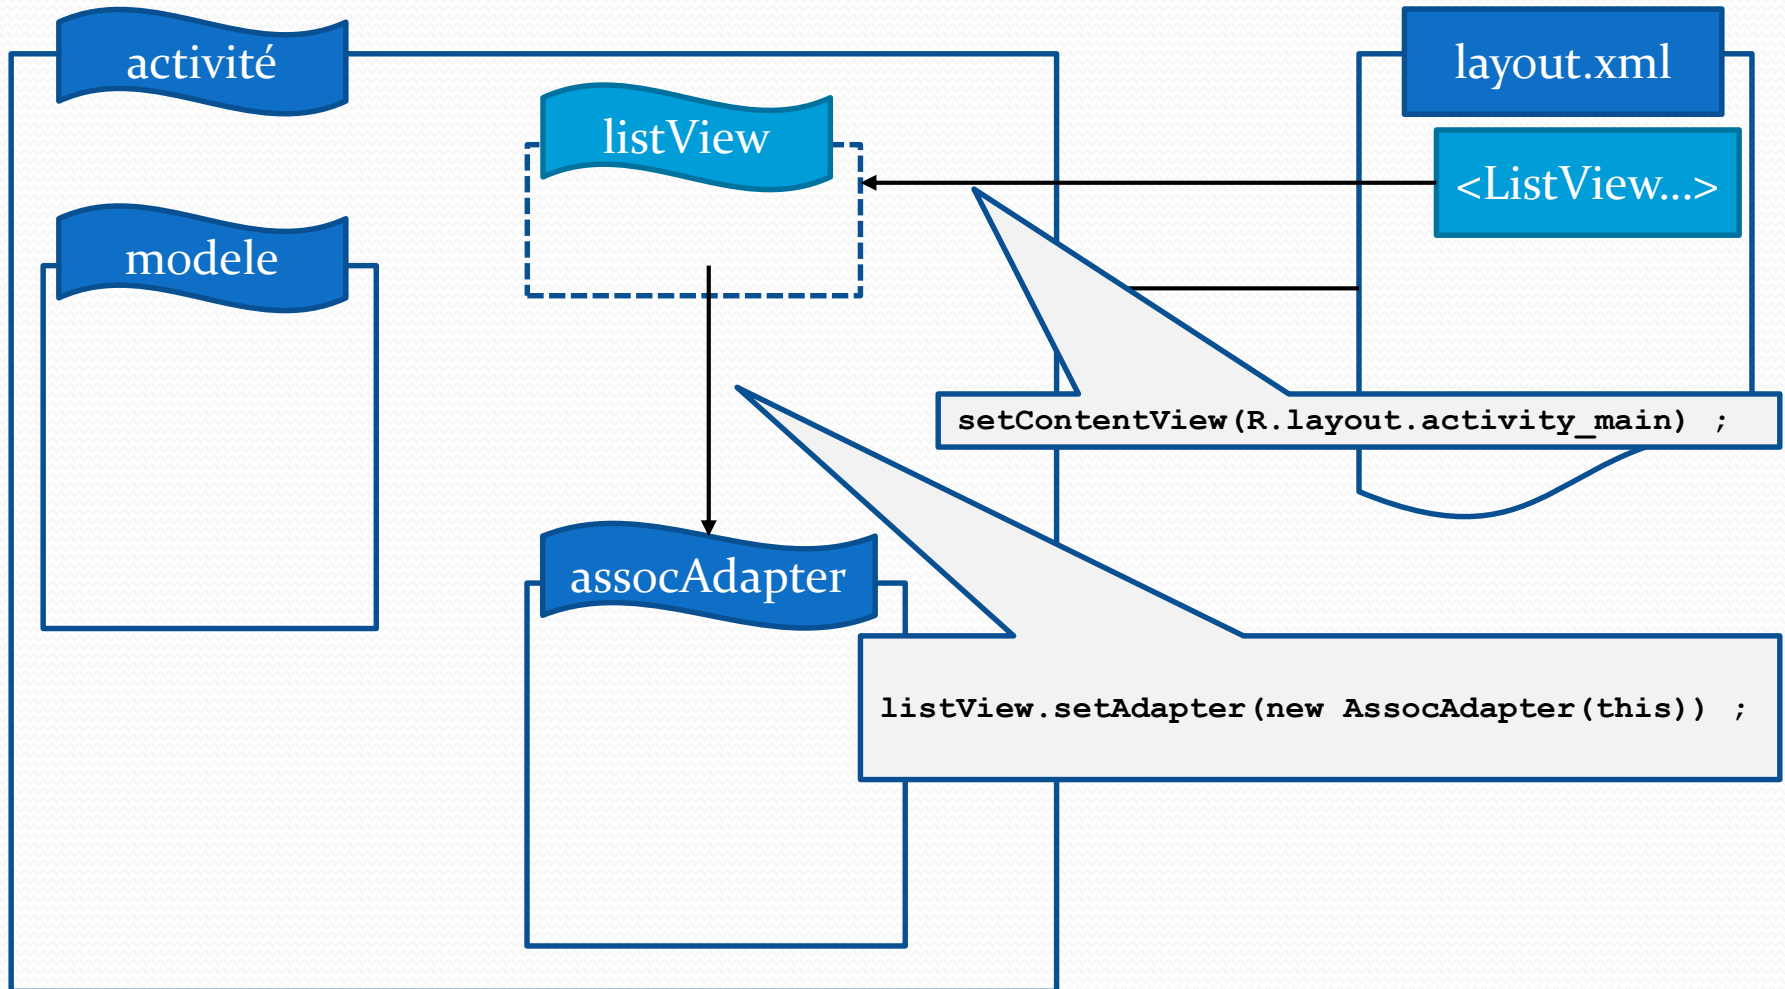 activité
layout.xml
listView
<ListView...>
modele
setContentView(R.layout.activity_main) ;
assocAdapter
listView.setAdapter(new AssocAdapter(this)) ;